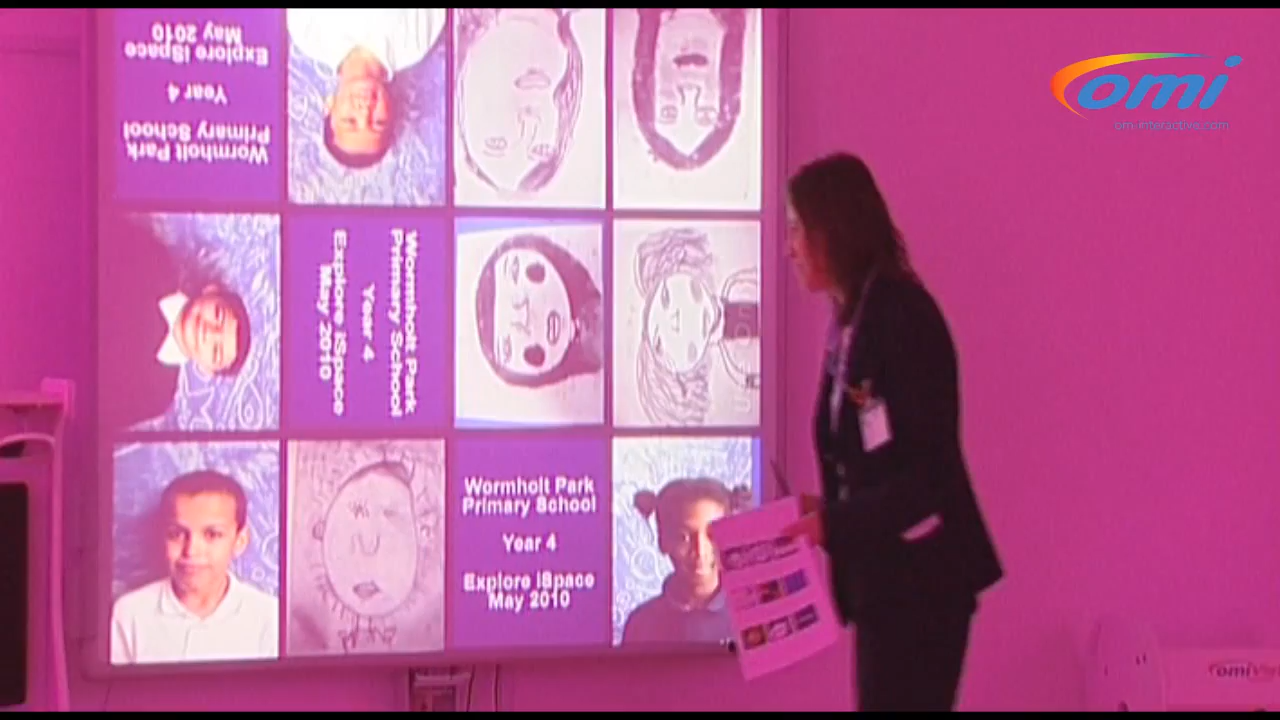 Wormholt Park
Primary School
Year 4
Explore iSpace
May 2010
omi
om-interactive.com
Wormholt Park
Primary School
Year 4
Explore iSpace
May 2010
Wormholt Park
Primary School
Year 4
Explore iSpace
May 2010